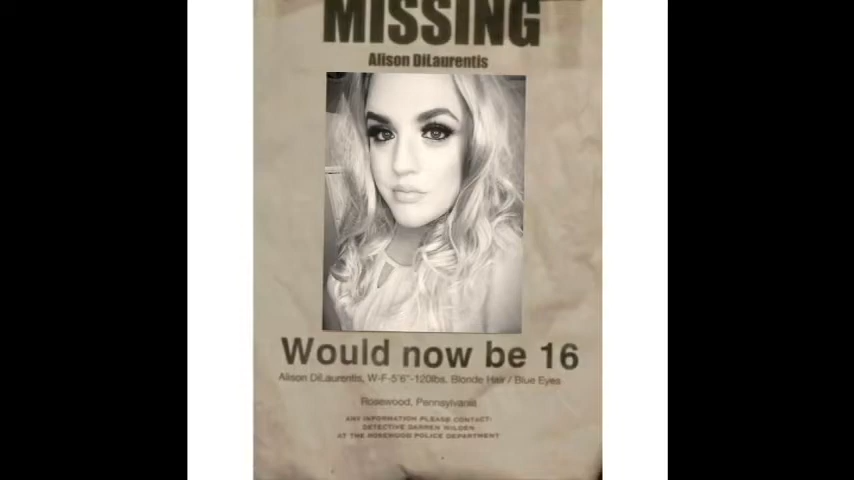 MISSING
Alison DiLaurentis
Would now be 16
Alison DiLaurentis, W-F-5'6"-120lbs. Blonde Hair / Blue Eyes
Rosewood, Pennsylvania
ANY INFORMATION PLEASE CONTACT:
DETECTIVE DARREN WILDEN
AT THE ROSEWOOD POLICE DEPARTMENT